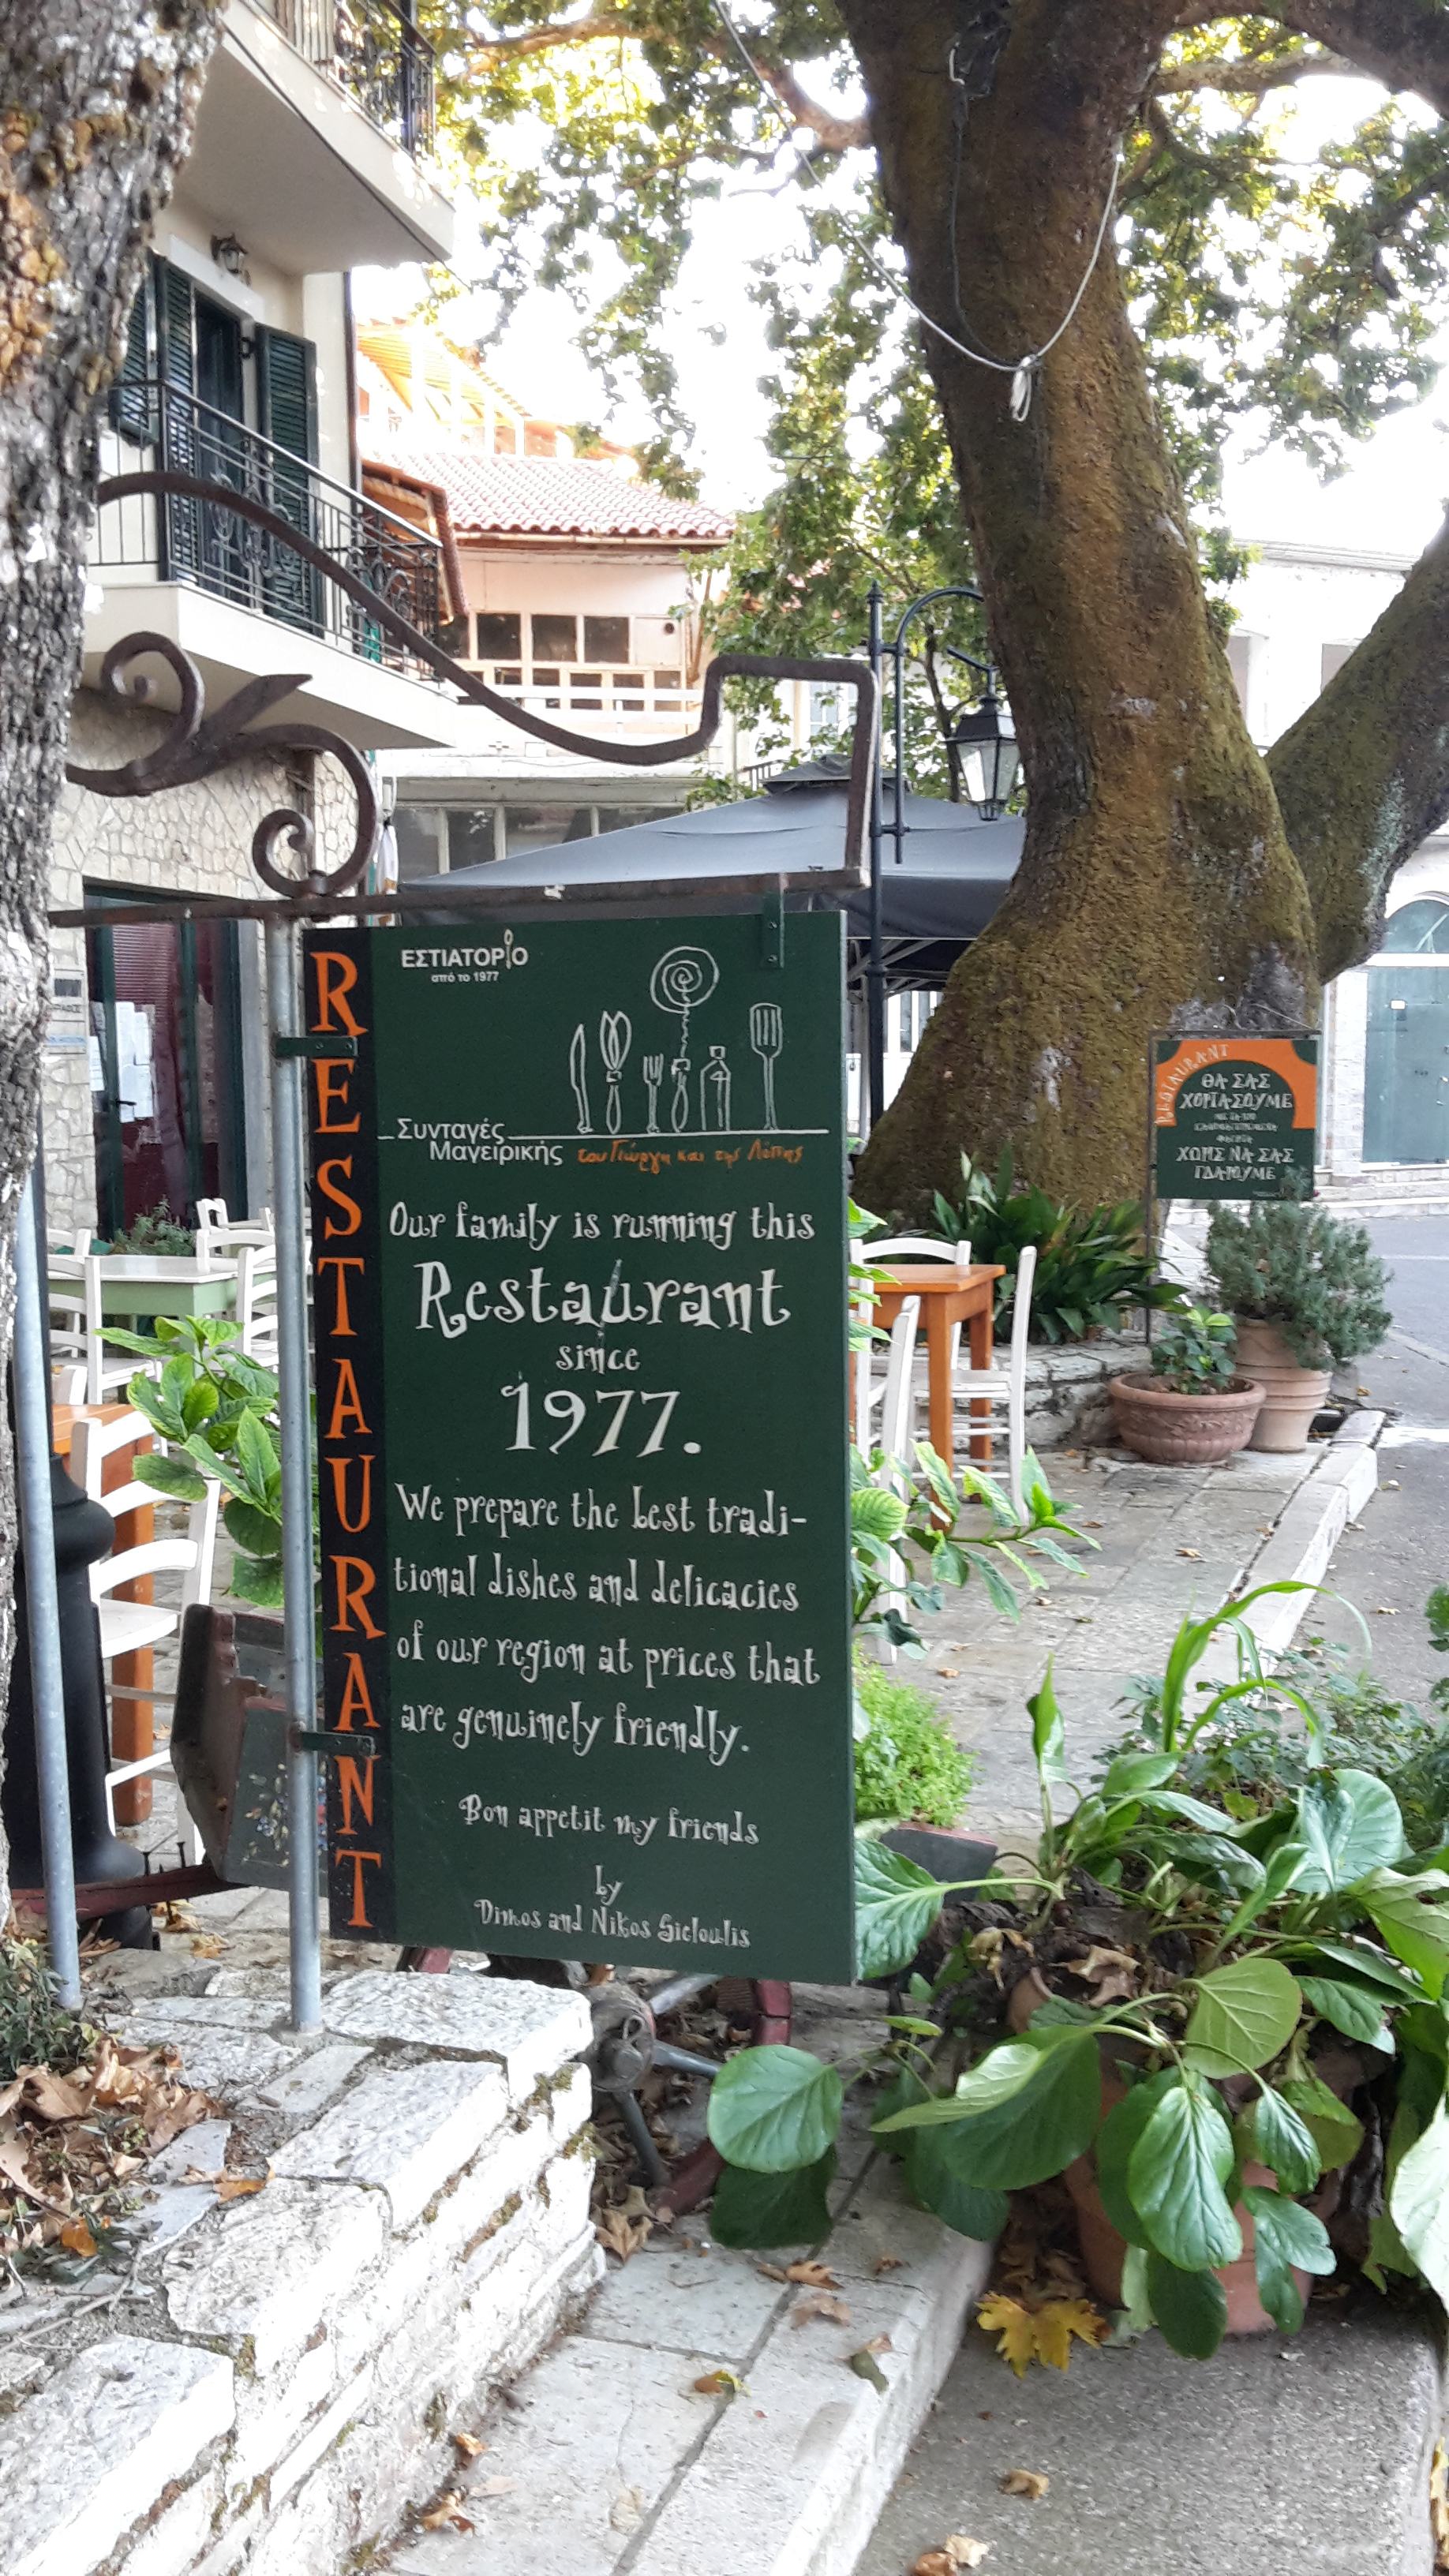 RESTAURANT
ΕΣΤΙΑΤΟΡΙΟ
από το 1977
Συνταγές
Μαγειρικής του Γιώργη και της Λόπης
Our family is running this
Restaurant
since
1977.
We prepare the best tradi-
tional dishes and delicacies
of our region at prices that
are genuinely friendly.
Bon appetit my friends
by
Dimos and Nikos Gieloulis
RESTAURANT
ΘΑ ΣΑΣ
ΧΟΡΤΑΣΟΥΜΕ
ΧΩΡΙΣ ΝΑ ΣΑΣ
ΓΔΑΡΟΥΜΕ